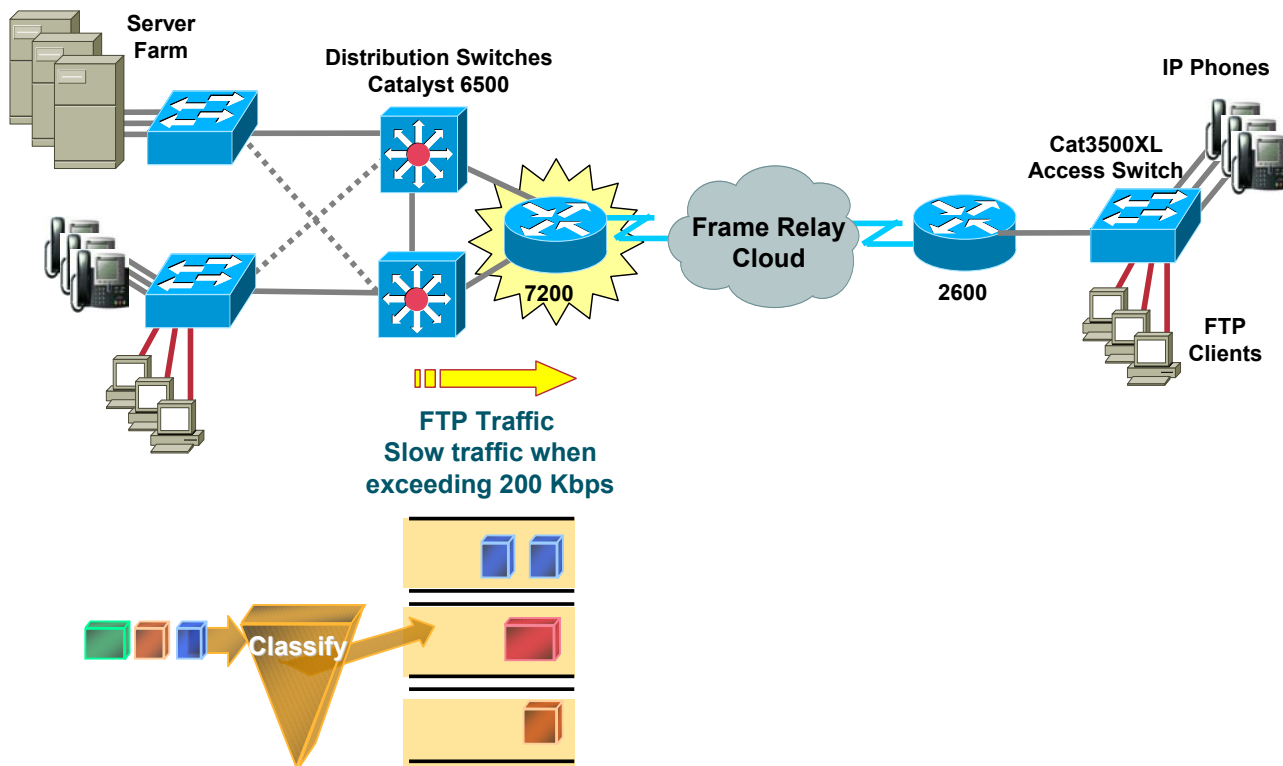 Server
Farm
Distribution Switches
Catalyst 6500
IP Phones
Cat3500XL
Access Switch
Frame Relay
Cloud
7200
2600
FTP
Clients
FTP Traffic
Slow traffic when
exceeding 200 Kbps
Classify